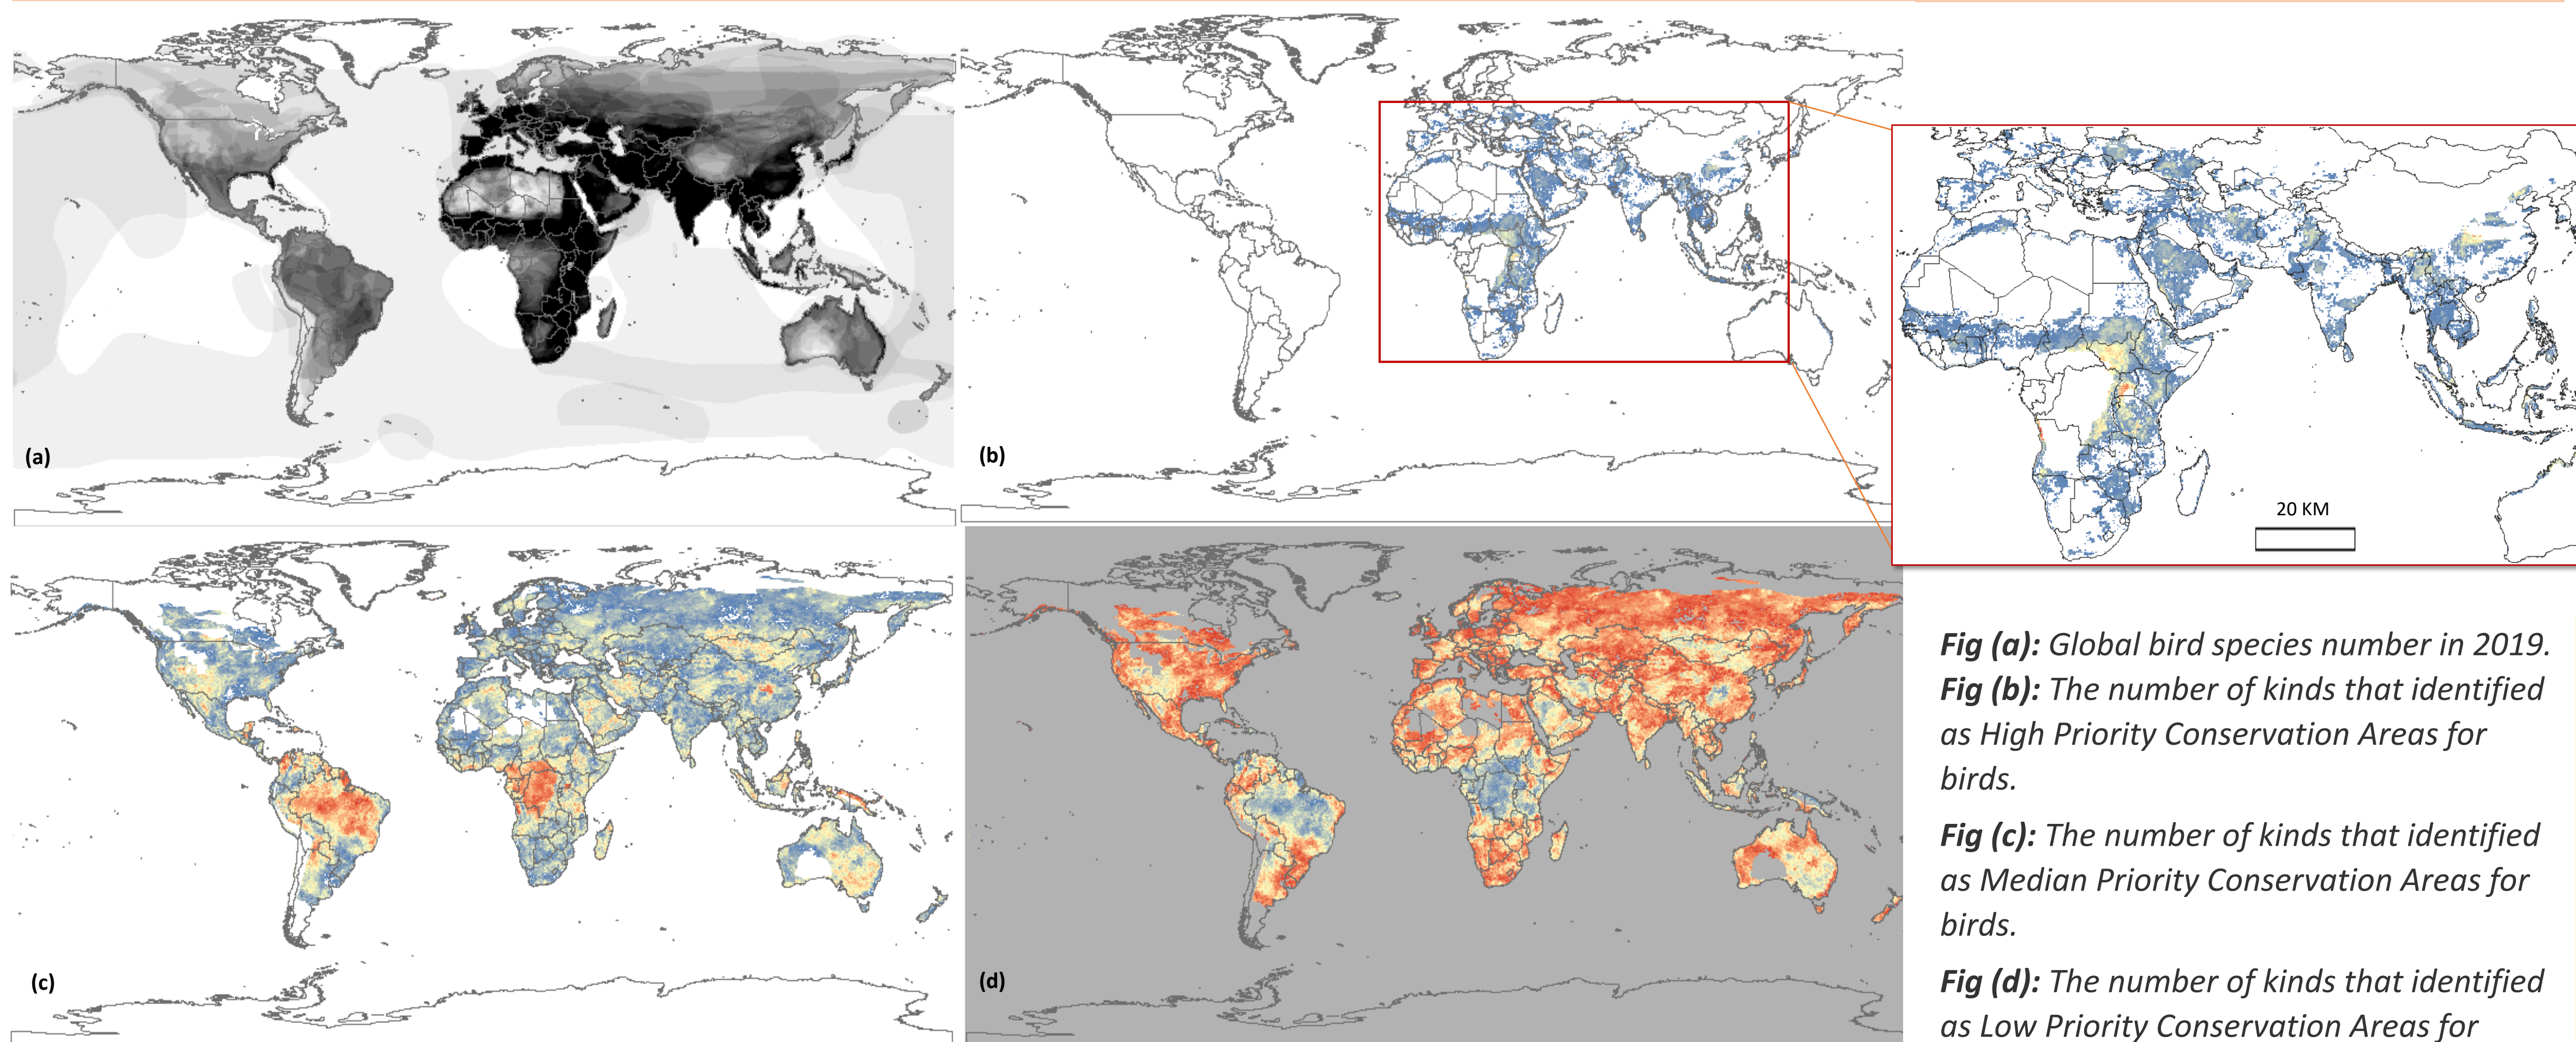 (a)
(b)
20 KM
(c)
(d)
Fig (a): Global bird species number in 2019.
Fig (b): The number of kinds that identified
as High Priority Conservation Areas for
birds.
Fig (c): The number of kinds that identified
as Median Priority Conservation Areas for
birds.
Fig (d): The number of kinds that identified
as Low Priority Conservation Areas for